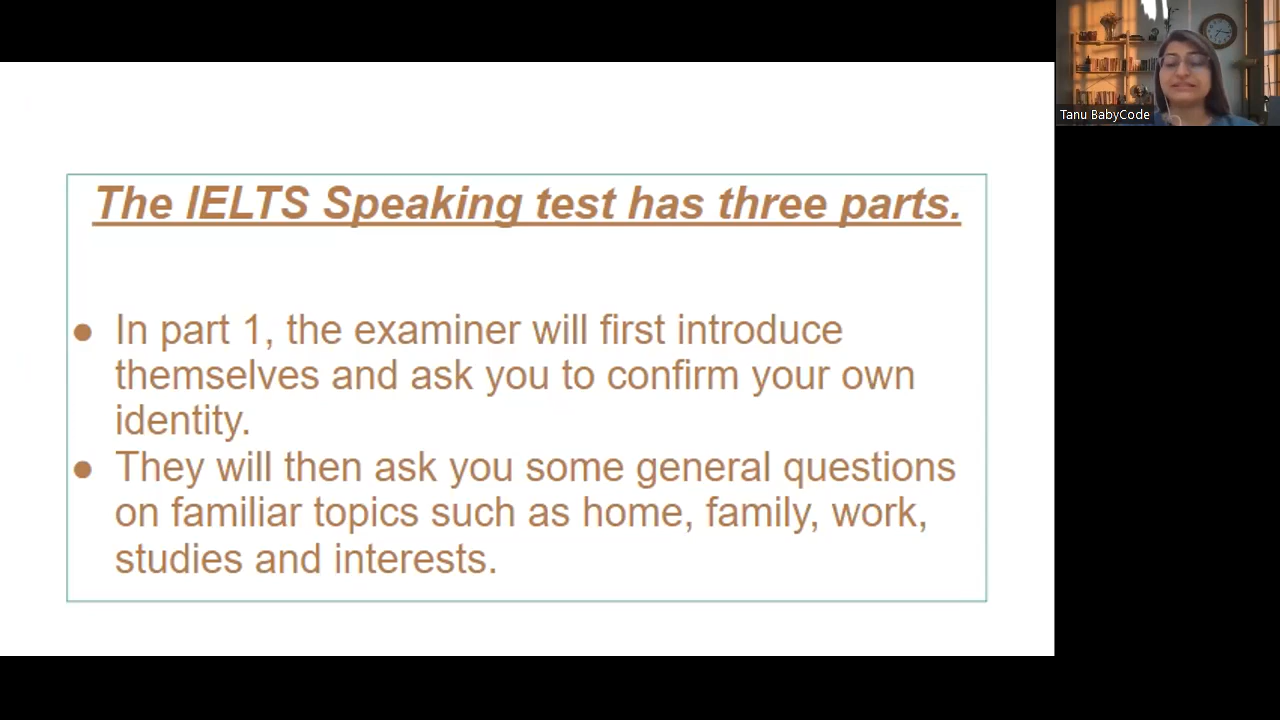 The IELTS Speaking test has three parts.
● In part 1, the examiner will first introduce
themselves and ask you to confirm your own
identity.
● They will then ask you some general questions
on familiar topics such as home, family, work,
studies and interests.
Tanu BabyCode